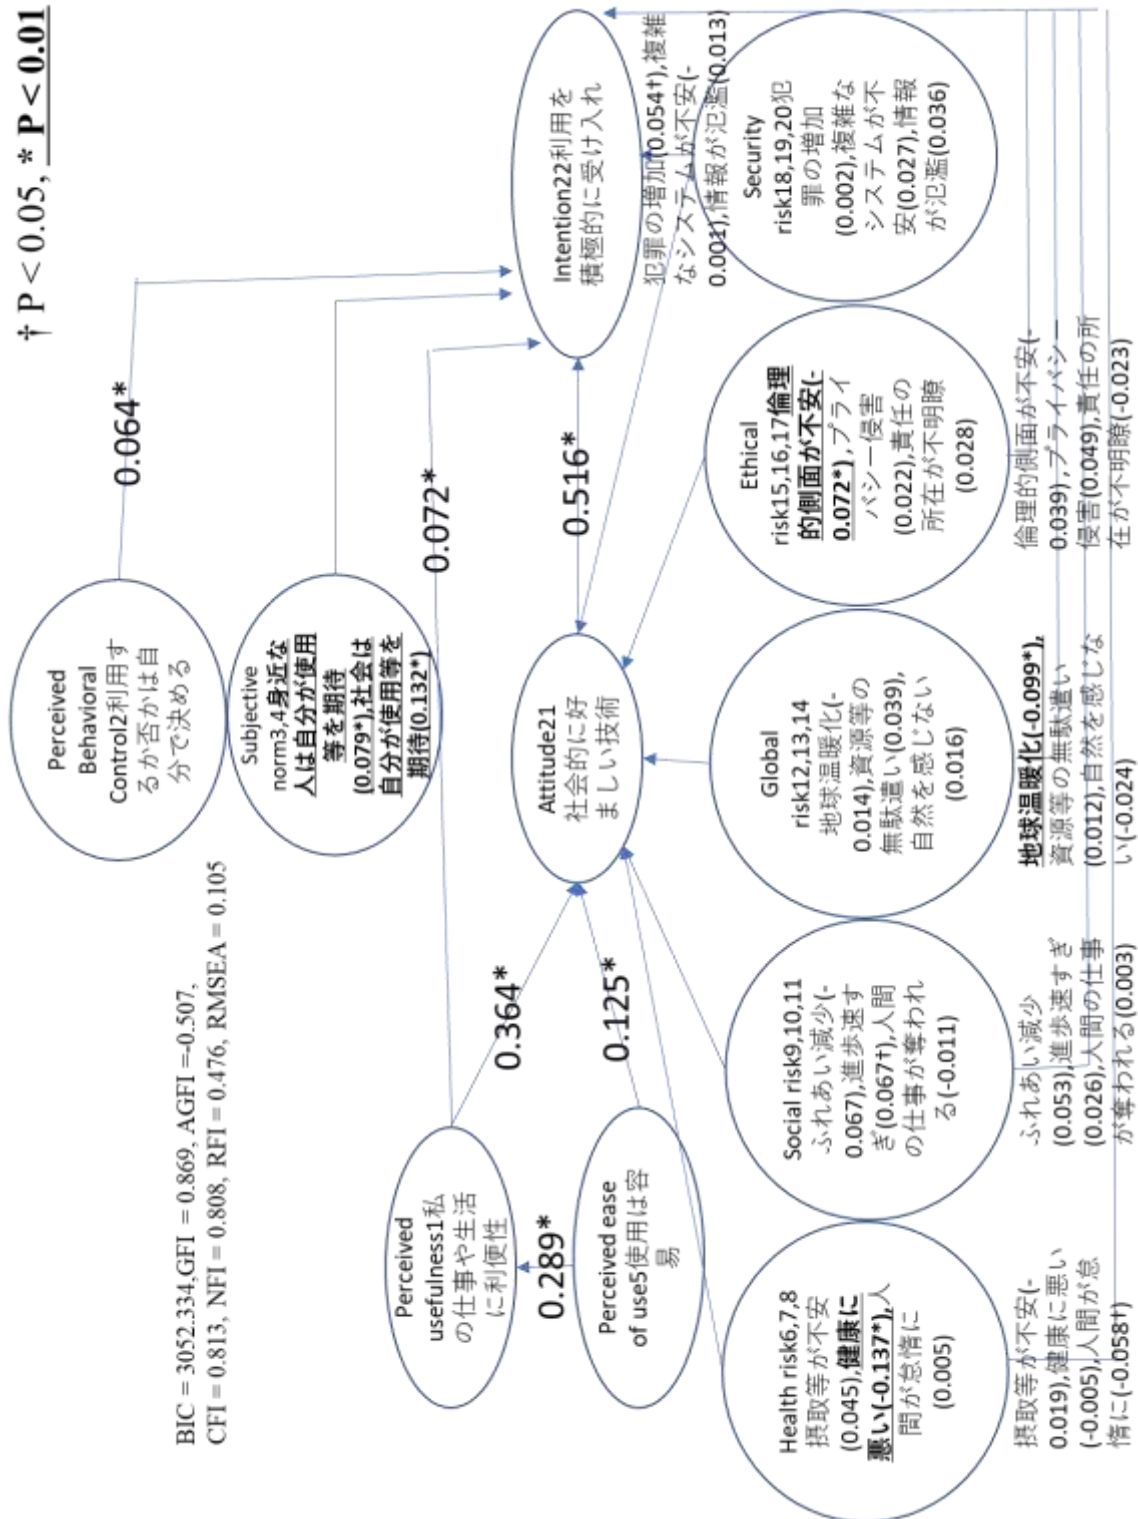 † P < 0.05, * P < 0.01
BIC = 3052.334,GFI = 0.869, AGFI =-0.507,
CFI = 0.813, NFI = 0.808, RFI = 0.476, RMSEA = 0.105
Perceived
Behavioral
Control2利用す
るか否かは自
分で決める
0.064*
Subjective
norm3,4身近な
人は自分が使用
等を期待
(0.079*),社会は
自分が使用等を
期待(0.132*)
Perceived
usefulness1私
の仕事や生活
に利便性
0.072*
0.364*
0.289*
Perceived ease
of use5使用は容
易
0.125*
Attitude21
社会的に好
ましい技術
0.516*
Intention22利用を
積極的に受け入れ
犯罪の増加(0.054†),複雑
なシステムが不安(-
0.001),情報が氾濫(0.013)
Health risk6,7,8
摂取等が不安
(0.045),健康に
悪い(-0.137*),人
間が怠惰に
(0.005)
Social risk9,10,11
ふれあい減少(-
0.067),進歩速す
ぎ(0.067†),人間
の仕事が奪われ
る(-0.011)
Global
risk12,13,14
地球温暖化(-
0.014),資源等の
無駄遣い(0.039),
自然を感じない
(0.016)
Ethical
risk15,16,17倫理
的側面が不安(-
0.072*),プライ
バシー侵害
(0.022),責任の
所在が不明瞭
(0.028)
Security
risk18,19,20犯
罪の増加
(0.002),複雑な
システムが不
安(0.027),情報
が氾濫(0.036)
摂取等が不安(-
0.019),健康に悪い
(-0.005),人間が怠
惰に(-0.058†)
ふれあい減少
(0.053),進歩速すぎ
(0.026),人間の仕事
が奪われる(0.003)
地球温暖化(-0.099*),
資源等の無駄遣い
(0.012),自然を感じな
い(-0.024)
倫理的側面が不安(-
0.039),プライバシー
侵害(0.049),責任の所
在が不明瞭(-0.023)